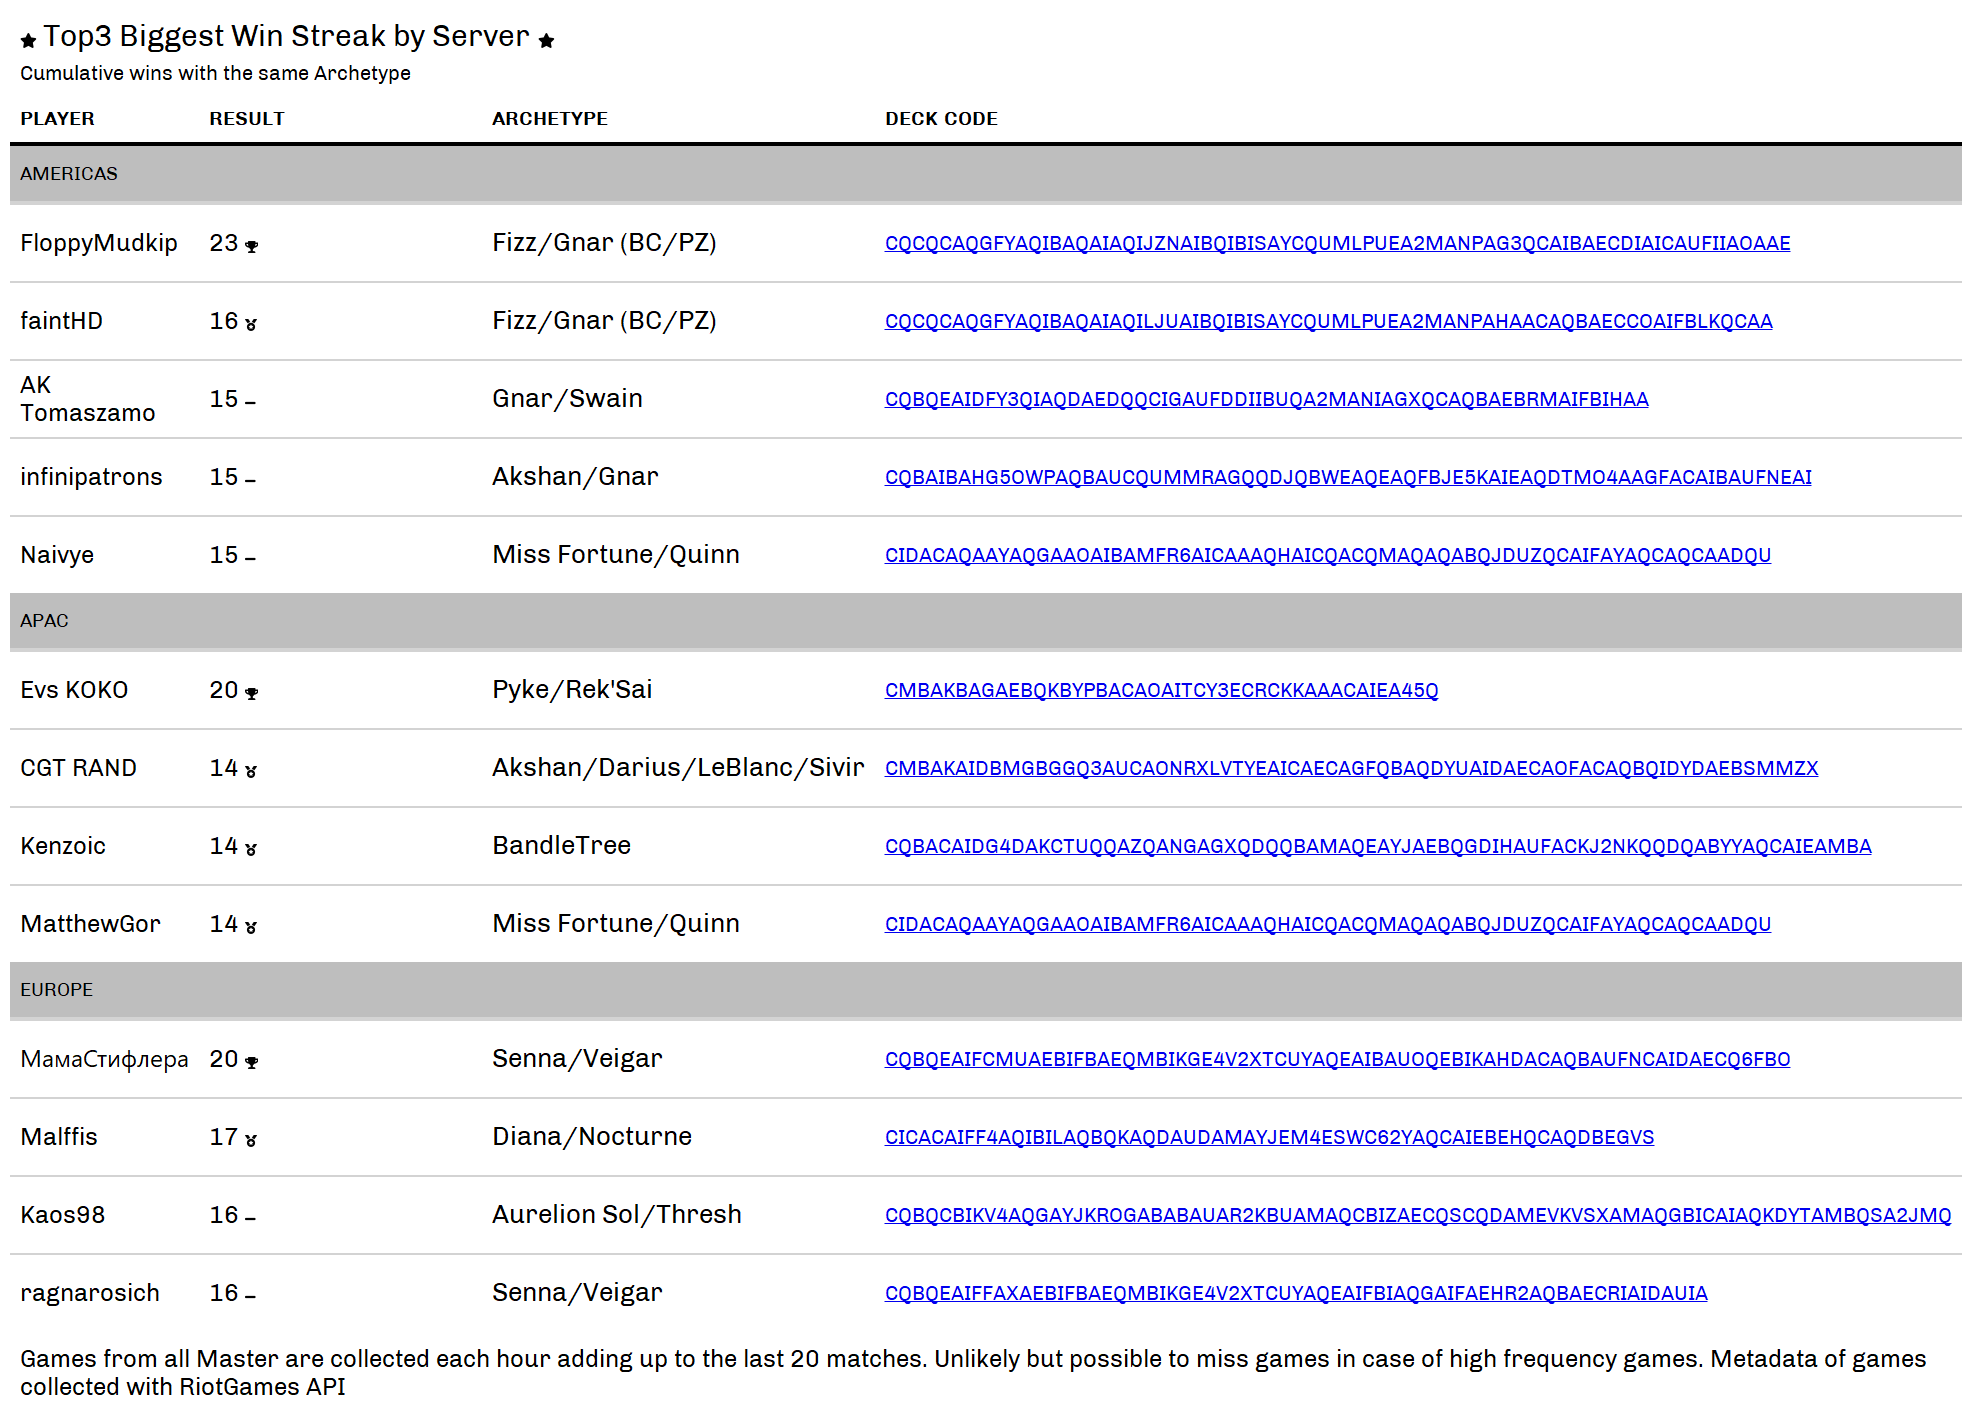 ★ Top3 Biggest Win Streak by Server ★
Cumulative wins with the same Archetype
PLAYER RESULT ARCHETYPE DECK CODE
AMERICAS
FloppyMudkip 23 Fizz/Gnar (BC/PZ) CQCQCAQGFYAQIBAQAIAQIJZNAIBQIBISAYCQUMLPUEA2MANPAG3QCAIBAECDIAICAUFIIAOAAE
faintHD 16 Fizz/Gnar (BC/PZ) CQCQCAQGFYAQIBAQAIAQILJUAIBQIBISAYCQUMLPUEA2MANPAHAACAQBAECCOAIFBLKQCAA
AK
Tomaszamo 15 – Gnar/Swain CQBQEAIDFY3QIAQDAEDQQCIGAUFDDIIBUQA2MANIAGXQCAQBAEBRMAIFBIHAA
infinipatrons 15 – Akshan/Gnar CQBAIBAHG5OWPAQBAUCQUMMRAGQQDJQBWEAQEAQFBJE5KAIEAQDTMO4AAGFACAIBAUFNEAI
Naivye 15 – Miss Fortune/Quinn CIDACAQAAYAQGAAOAIBAMFR6AICAAAQHAICQACQMAQAQABQJDUZQCAIFAYAQCAQCAADQU
APAC
Evs KOKO 20 Pyke/Rek'Sai CMBAKBAGAEBQKBYPBACAOAITCY3ECRCKKAAACAIEA45Q
CGT RAND 14 Akshan/Darius/LeBlanc/Sivir CMBAKAIDBMGBGGQ3AUCAONRXLVTYEAICAECAGFQBAQDYUAIDAECAOFACAQBQIDYDAEBSMMZX
Kenzoic 14 BandleTree CQBACAIDG4DAKCTUQQAZQANGAGXQDQQBAMAQEAYJAEBQGDIHAUFACKJ2NKQQDQABYYAQCAIEAMBA
MatthewGor 14 Miss Fortune/Quinn CIDACAQAAYAQGAAOAIBAMFR6AICAAAQHAICQACQMAQAQABQJDUZQCAIFAYAQCAQCAADQU
EUROPE
МамаСтифлера 20 Senna/Veigar CQBQEAIFCMUAEBIFBAEQMBIKGE4V2XTCUYAQEAIBAUOQEBIKAHDACAQBAUFNCAIDAECQ6FBO
Malffis 17 Diana/Nocturne CICACAIFF4AQIBILAQBQKAQDAUDAMAYJEM4ESWC62YAQCAIEBEHQCAQDBEGVS
Kaos98 16 – Aurelion Sol/Thresh CQBQCBIKV4AQGAYJKROGABABAUAR2KBUAMAQCBIZAECQSCQDAMEVKVSXAMAQGBICAIAQKDYTAMBQSA2JMQ
ragnarosich 16 – Senna/Veigar CQBQEAIFFAXAEBIFBAEQMBIKGE4V2XTCUYAQEAIFBIAQGAIFAEHR2AQBAECRIAIDAUIA
Games from all Master are collected each hour adding up to the last 20 matches. Unlikely but possible to miss games in case of high frequency games. Metadata of games
collected with RiotGames API